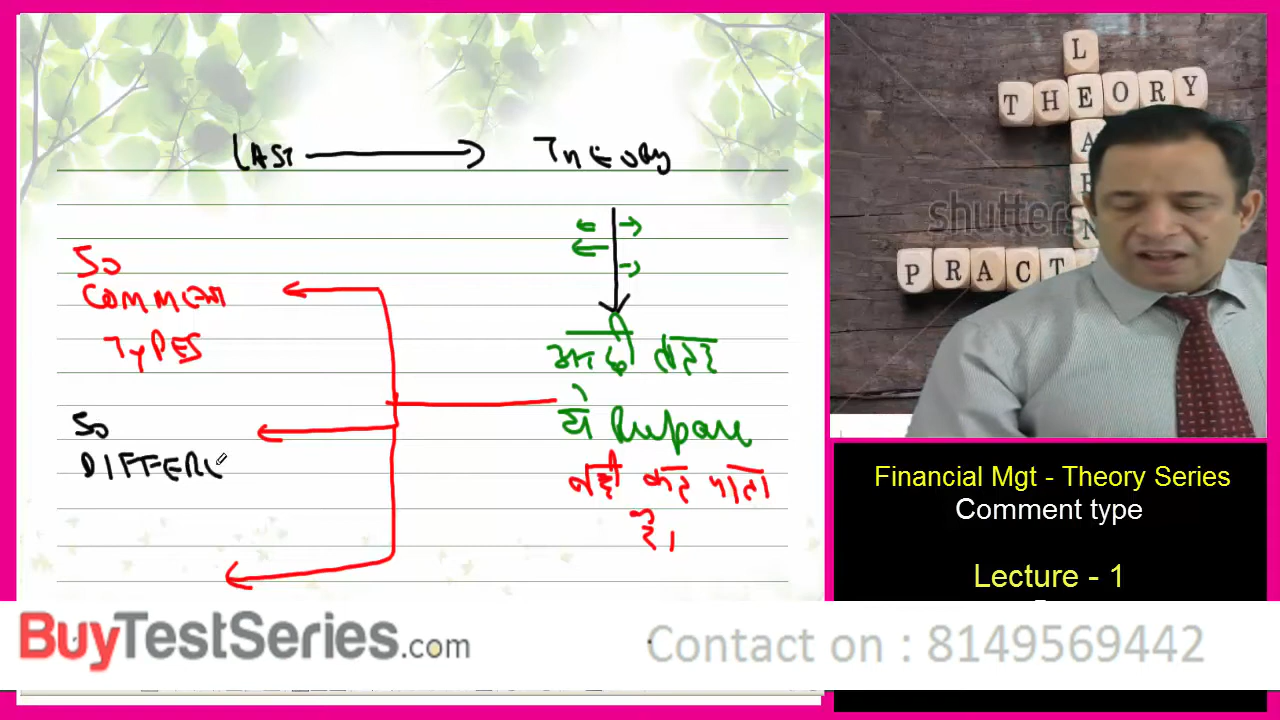 LAST → THEORY
50
COMMENT
TYPES
50
DIFFERE
अच्छी तरह
से Prepare
नहीं कर पाता
है।
L
THEORY
A
R
N
PRACT
shutters
Financial Mgt - Theory Series
Comment type
Lecture - 1
BuyTestSeries.com
Contact on : 8149569442